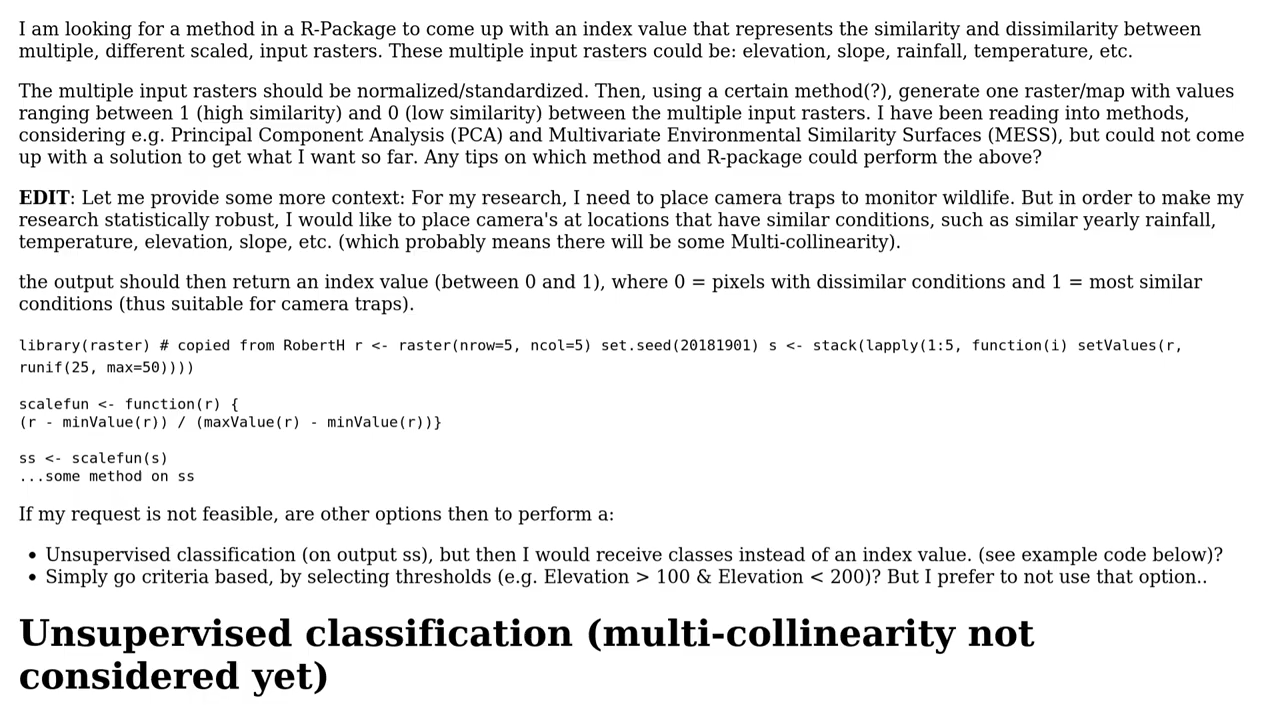 I am looking for a method in a R-Package to come up with an index value that represents the similarity and dissimilarity between
multiple, different scaled, input rasters. These multiple input rasters could be: elevation, slope, rainfall, temperature, etc.
The multiple input rasters should be normalized/standardized. Then, using a certain method(?), generate one raster/map with values
ranging between 1 (high similarity) and 0 (low similarity) between the multiple input rasters. I have been reading into methods,
considering e.g. Principal Component Analysis (PCA) and Multivariate Environmental Similarity Surfaces (MESS), but could not come
up with a solution to get what I want so far. Any tips on which method and R-package could perform the above?
EDIT: Let me provide some more context: For my research, I need to place camera traps to monitor wildlife. But in order to make my
research statistically robust, I would like to place camera's at locations that have similar conditions, such as similar yearly rainfall,
temperature, elevation, slope, etc. (which probably means there will be some Multi-collinearity).
the output should then return an index value (between 0 and 1), where 0 = pixels with dissimilar conditions and 1 = most similar
conditions (thus suitable for camera traps).
library(raster) # copied from RobertH r <- raster(nrow=5, ncol=5) set.seed(20181901) s <- stack(lapply(1:5, function(i) setValues(r,
runif(25, max=50))))
scalefun <- function(r) {
(r - minValue(r)) / (maxValue(r) - minValue(r))}
ss <- scalefun(s)
...some method on ss
If my request is not feasible, are other options then to perform a:
• Unsupervised classification (on output ss), but then I would receive classes instead of an index value. (see example code below)?
• Simply go criteria based, by selecting thresholds (e.g. Elevation > 100 & Elevation < 200)? But I prefer to not use that option..
Unsupervised classification (multi-collinearity not
considered yet)